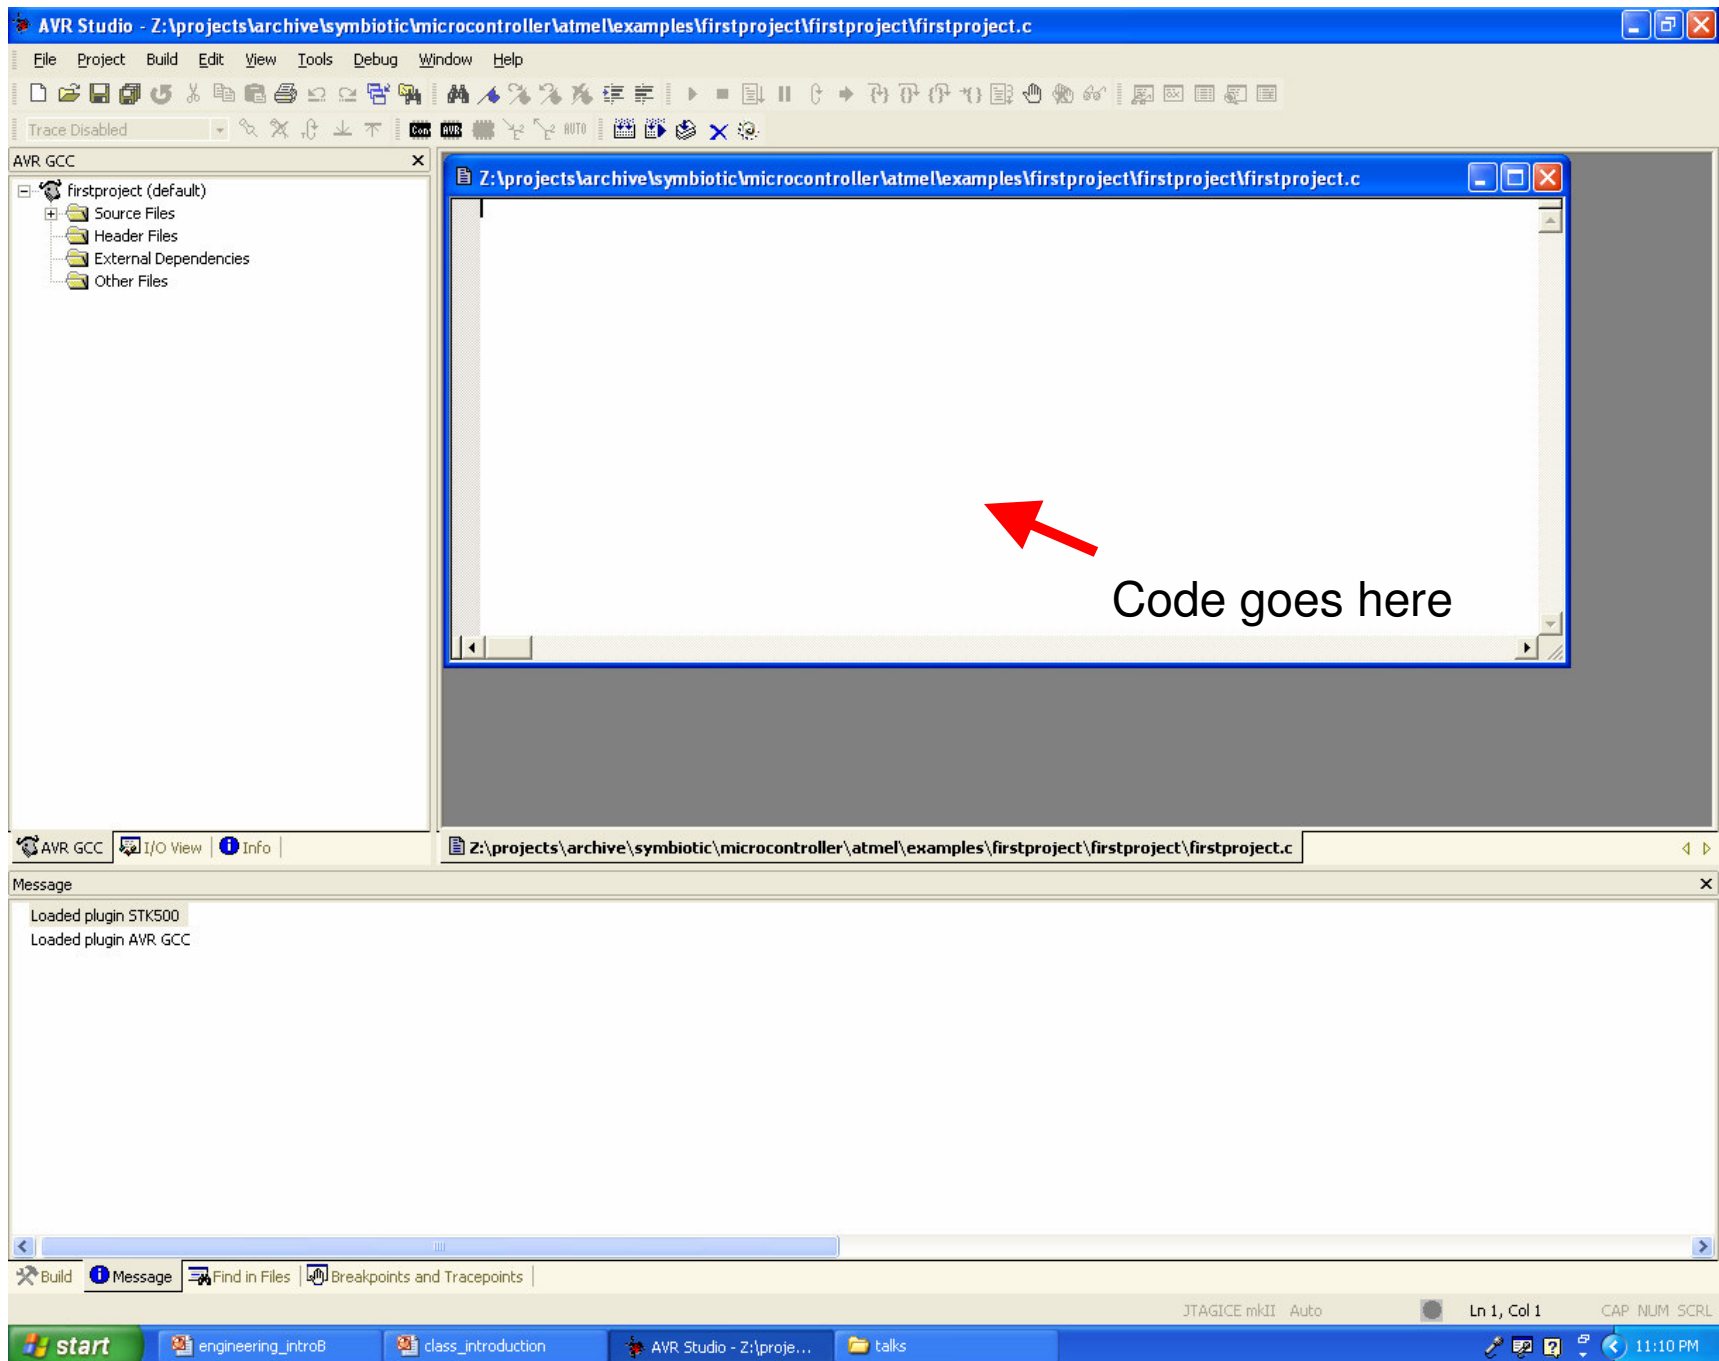 AVR Studio - Z:\projects\archive\symbiotic\microcontroller\atmel\examples\firstproject\firstproject\firstproject.c
File Project Build Edit View Tools Debug Window Help
Trace Disabled
Con AVR AUTO
AVR GCC
firstproject (default)
Source Files
Header Files
External Dependencies
Other Files
Z:\projects\archive\symbiotic\microcontroller\atmel\examples\firstproject\firstproject\firstproject.c
Code goes here
AVR GCC I/O View Info
Z:\projects\archive\symbiotic\microcontroller\atmel\examples\firstproject\firstproject\firstproject.c
Message
Loaded plugin STK500
Loaded plugin AVR GCC
Build Message Find in Files Breakpoints and Tracepoints
JTAGICE mkII Auto Ln 1, Col 1 CAP NUM SCRL
start engineering_introB class_introduction AVR Studio - Z:\proje... talks 11:10 PM